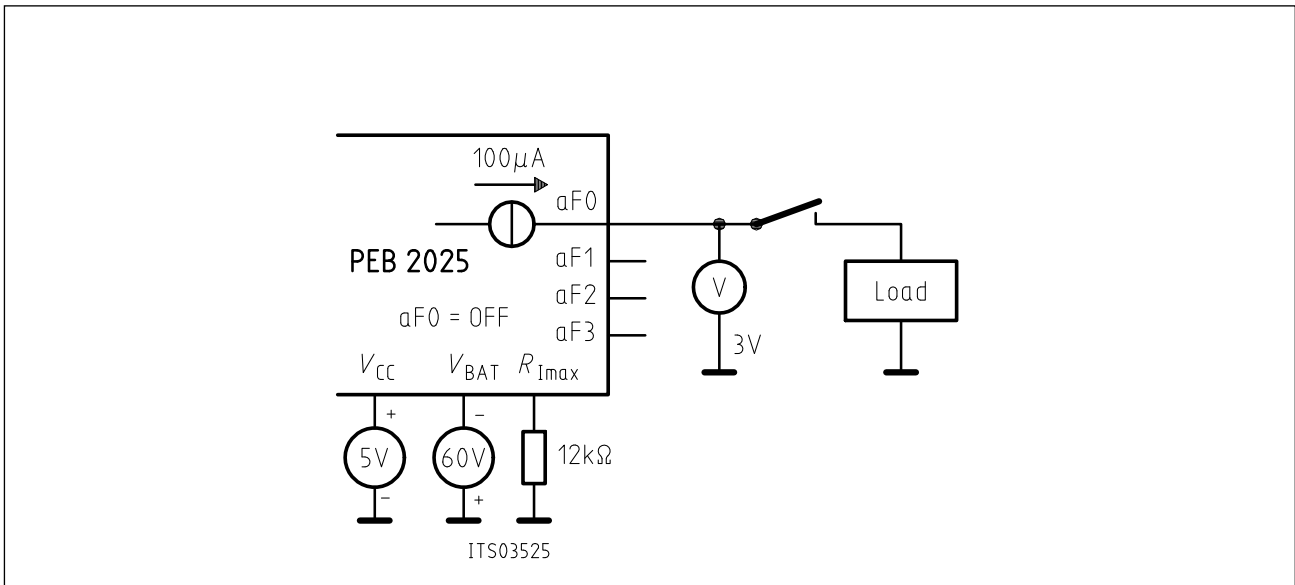 100µA
aF0
PEB 2025
aF1
aF2
aF0 = OFF
aF3
V
3V
Load
VCC
VBAT
RImax
+
-
5V
60V
12kΩ
-
+
ITS03525